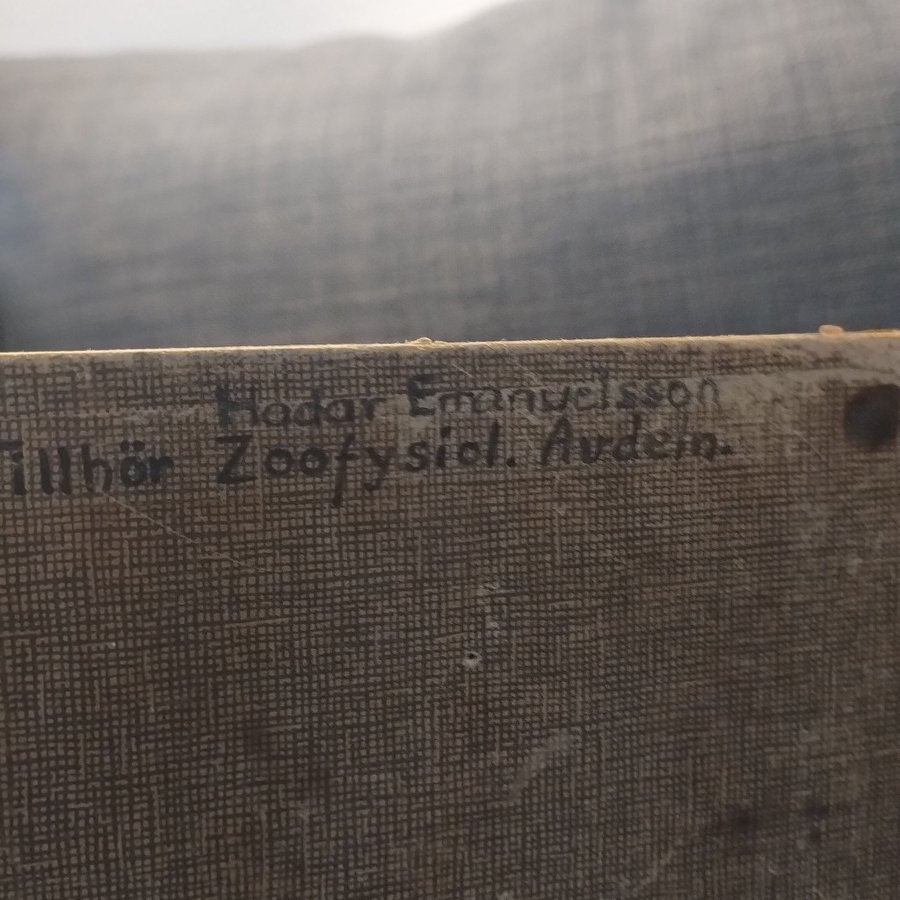 Hadar Emanuelsson
Tillhör Zoofysiol. Avdeln.